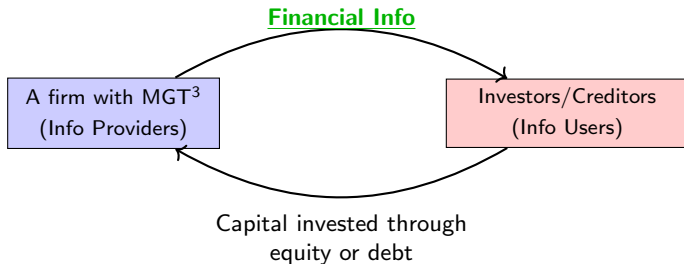 Financial Info
A firm with MGT³
(Info Providers)
Investors/Creditors
(Info Users)
Capital invested through
equity or debt